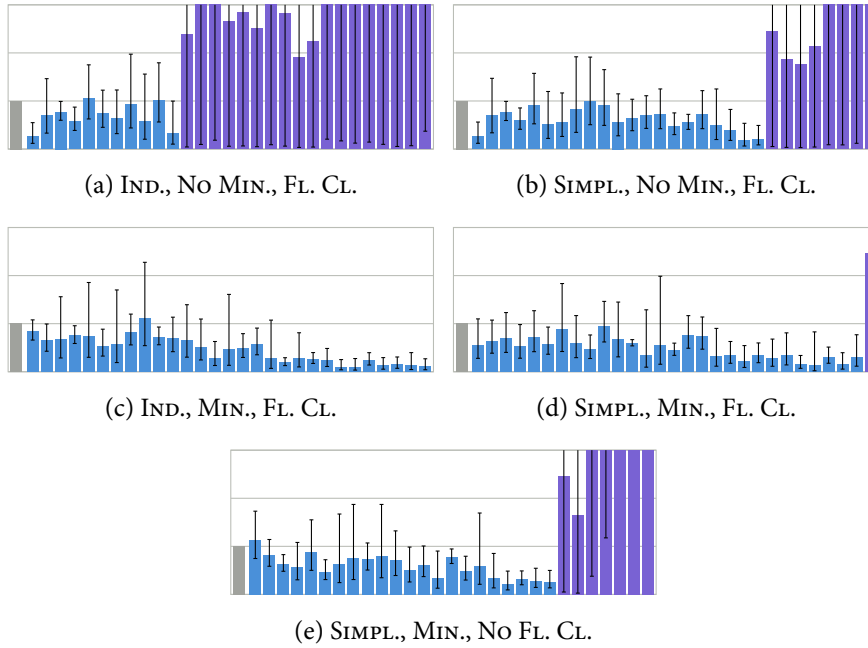 (a) Ind., No Min., Fl. Cl.
(b) Simpl., No Min., Fl. Cl.
(c) Ind., Min., Fl. Cl.
(d) Simpl., Min., Fl. Cl.
(e) Simpl., Min., No Fl. Cl.